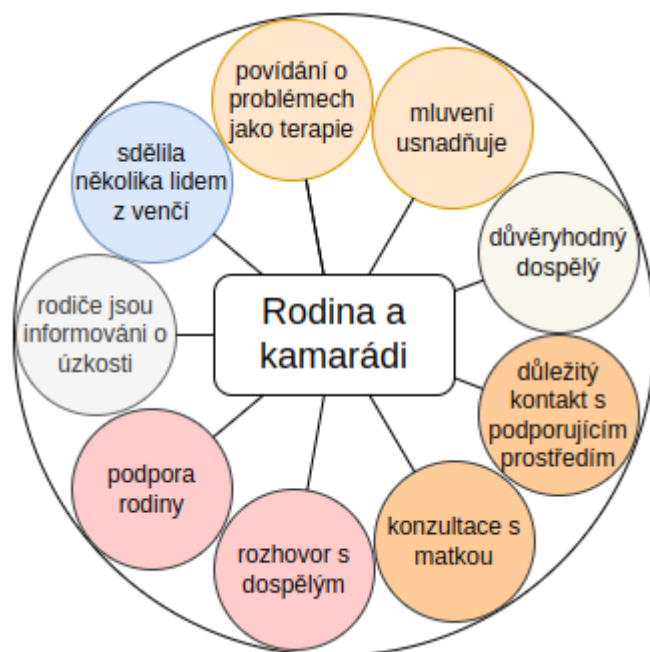 povídání o
problémech
jako terapie
mluvení
usnadňuje
důvěryhodný
dospělý
důležitý
kontakt s
podporujícím
prostředím
konzultace s
matkou
rozhovor s
dospělým
podpora
rodiny
rodiče jsou
informováni o
úzkosti
sdělila
několika lidem
z venčí
Rodina a
kamarádi